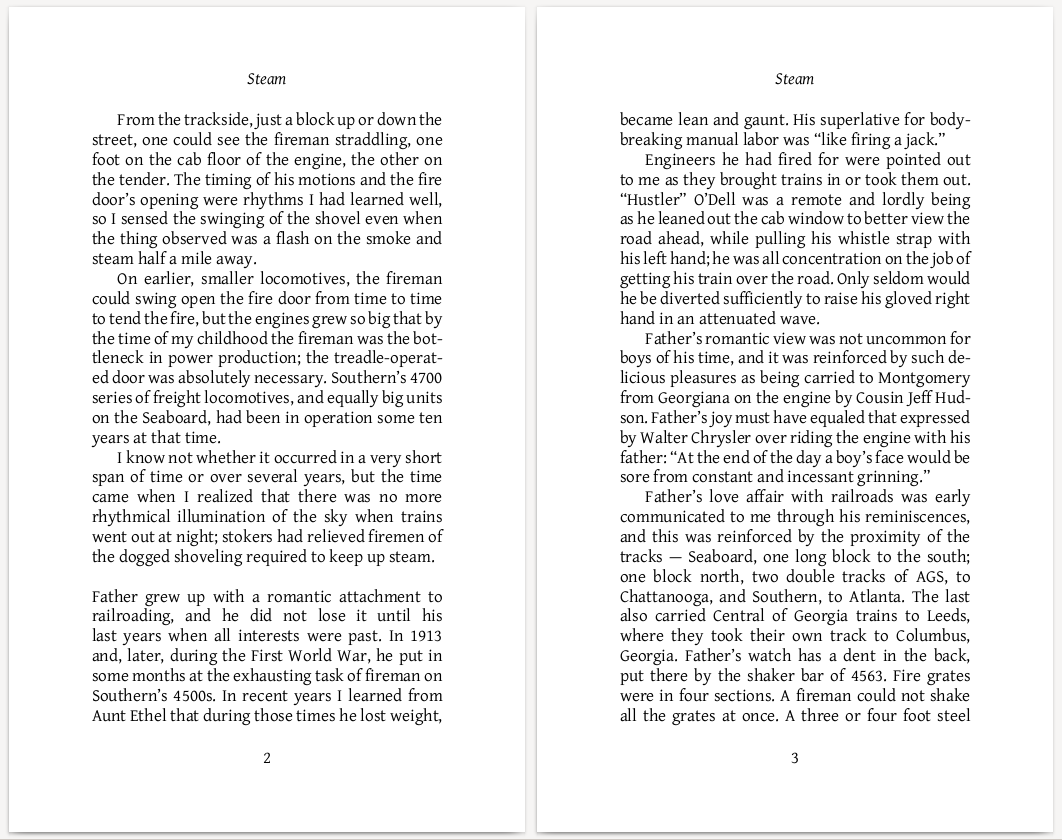 Steam
From the trackside, just a block up or down the
street, one could see the fireman straddling, one
foot on the cab floor of the engine, the other on
the tender. The timing of his motions and the fire
door’s opening were rhythms I had learned well,
so I sensed the swinging of the shovel even when
the thing observed was a flash on the smoke and
steam half a mile away.
On earlier, smaller locomotives, the fireman
could swing open the fire door from time to time
to tend the fire, but the engines grew so big that by
the time of my childhood the fireman was the bot-
tleneck in power production; the treadle-operat-
ed door was absolutely necessary. Southern’s 4700
series of freight locomotives, and equally big units
on the Seaboard, had been in operation some ten
years at that time.
I know not whether it occurred in a very short
span of time or over several years, but the time
came when I realized that there was no more
rhythmical illumination of the sky when trains
went out at night; stokers had relieved firemen of
the dogged shoveling required to keep up steam.
Father grew up with a romantic attachment to
railroading, and he did not lose it until his
last years when all interests were past. In 1913
and, later, during the First World War, he put in
some months at the exhausting task of fireman on
Southern’s 4500s. In recent years I learned from
Aunt Ethel that during those times he lost weight,
2
Steam
became lean and gaunt. His superlative for body-
breaking manual labor was “like firing a jack.”
Engineers he had fired for were pointed out
to me as they brought trains in or took them out.
“Hustler” O’Dell was a remote and lordly being
as he leaned out the cab window to better view the
road ahead, while pulling his whistle strap with
his left hand; he was all concentration on the job of
getting his train over the road. Only seldom would
he be diverted sufficiently to raise his gloved right
hand in an attenuated wave.
Father’s romantic view was not uncommon for
boys of his time, and it was reinforced by such de-
licious pleasures as being carried to Montgomery
from Georgiana on the engine by Cousin Jeff Hud-
son. Father’s joy must have equaled that expressed
by Walter Chrysler over riding the engine with his
father: “At the end of the day a boy’s face would be
sore from constant and incessant grinning.”
Father’s love affair with railroads was early
communicated to me through his reminiscences,
and this was reinforced by the proximity of the
tracks — Seaboard, one long block to the south;
one block north, two double tracks of AGS, to
Chattanooga, and Southern, to Atlanta. The last
also carried Central of Georgia trains to Leeds,
where they took their own track to Columbus,
Georgia. Father’s watch has a dent in the back,
put there by the shaker bar of 4563. Fire grates
were in four sections. A fireman could not shake
all the grates at once. A three or four foot steel
3